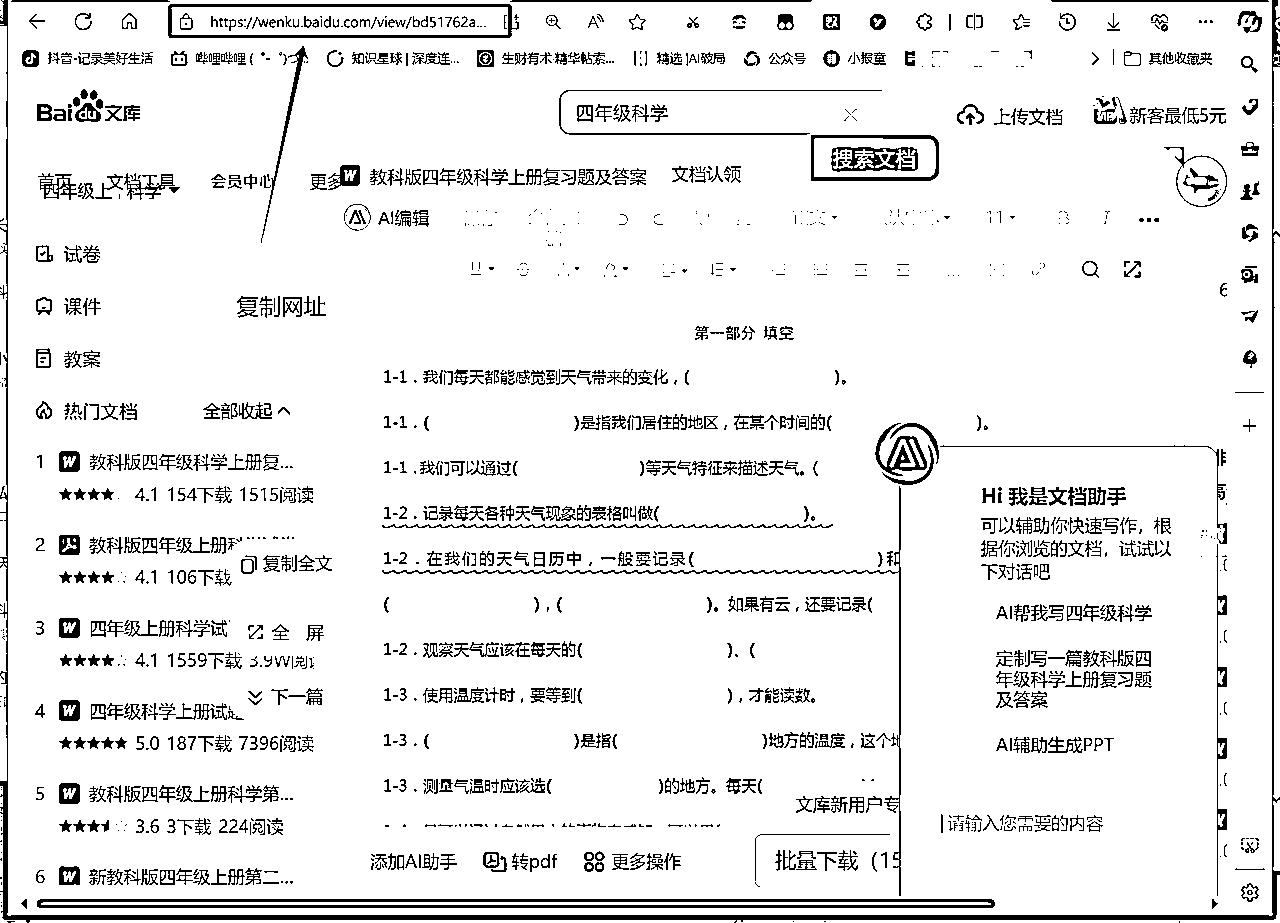 https://wenku.baidu.com/view/bd51762a...
抖音-记录美好生活
哔哩哔哩 ( ゜- ゜)つ
知识星球 | 深度连...
生财有术 精华帖索...
精选 |AI破局
公众号
小报童
其他收藏夹
Baidu文库
四年级科学
搜索文档
上传文档
新客最低5元
首页
文档工具
会员中心
更多
四年级上
科学
教科版四年级科学上册复习题及答案
文档认领
AI编辑
11
B
I
试卷
课件
教案
热门文档
全部收起
复制网址
第一部分 填空
1-1．我们每天都能感觉到天气带来的变化，( )。
1-1．( )是指我们居住的地区，在某个时间的( )。
1-1.我们可以通过( )等天气特征来描述天气。(
1-2．记录每天各种天气现象的表格叫做( )。
1-2．在我们的天气日历中，一般要记录( )和
( )，( )。如果有云，还要记录(
1-2．观察天气应该在每天的( )、(
1-3．使用温度计时，要等到( )，才能读数。
1-3．( )是指( )地方的温度，这个
1-3．测量气温时应该选( )的地方。每天(
1 教科版四年级科学上册复...
4.1 154下载 1515阅读
2 教科版四年级上册科
4.1 106下载
3 四年级上册科学试
4.1 1559下载 3.9W阅
4 四年级科学上册试题
5.0 187下载 7396阅读
5 教科版四年级上册科学第...
3.6 3下载 224阅读
6 新教科版四年级上册第二...
复制全文
全 屏
下一篇
Hi 我是文档助手
可以辅助你快速写作，根
据你浏览的文档，试试以
下对话吧
AI帮我写四年级科学
定制写一篇教科版四
年级科学上册复习题
及答案
AI辅助生成PPT
请输入您需要的内容
文库新用户专
添加AI助手
转pdf
更多操作
批量下载（15